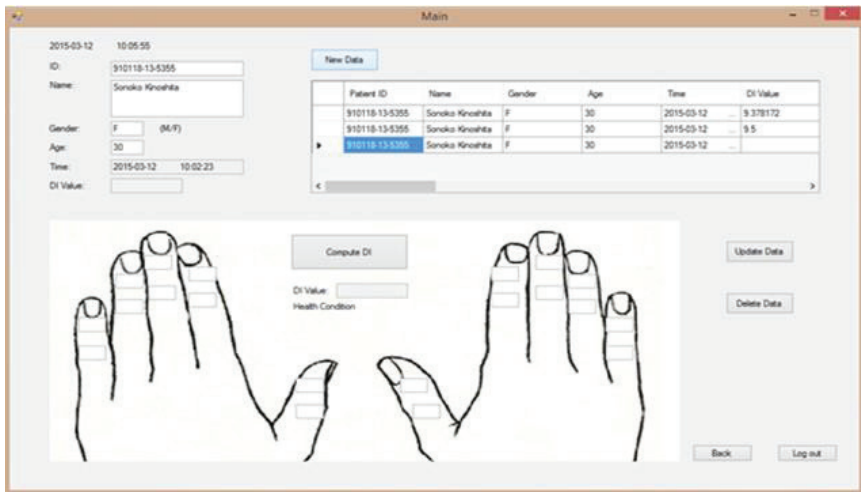 Main
2015-03-12 10:05:55
ID: 910118-13-5355
Name: Sonoko Kinoshita
Gender: F (M/F)
Age: 30
Time: 2015-03-12 10:02:23
DI Value:
New Data
Patient ID Name Gender Age Time DI Value
910118-13-5355 Sonoko Kinoshita F 30 2015-03-12 ... 9.378172
910118-13-5355 Sonoko Kinoshita F 30 2015-03-12 ... 9.5
910118-13-5355 Sonoko Kinoshita F 30 2015-03-12 ...
Compute DI
DI Value:
Health Condition
Update Data
Delete Data
Back Log out